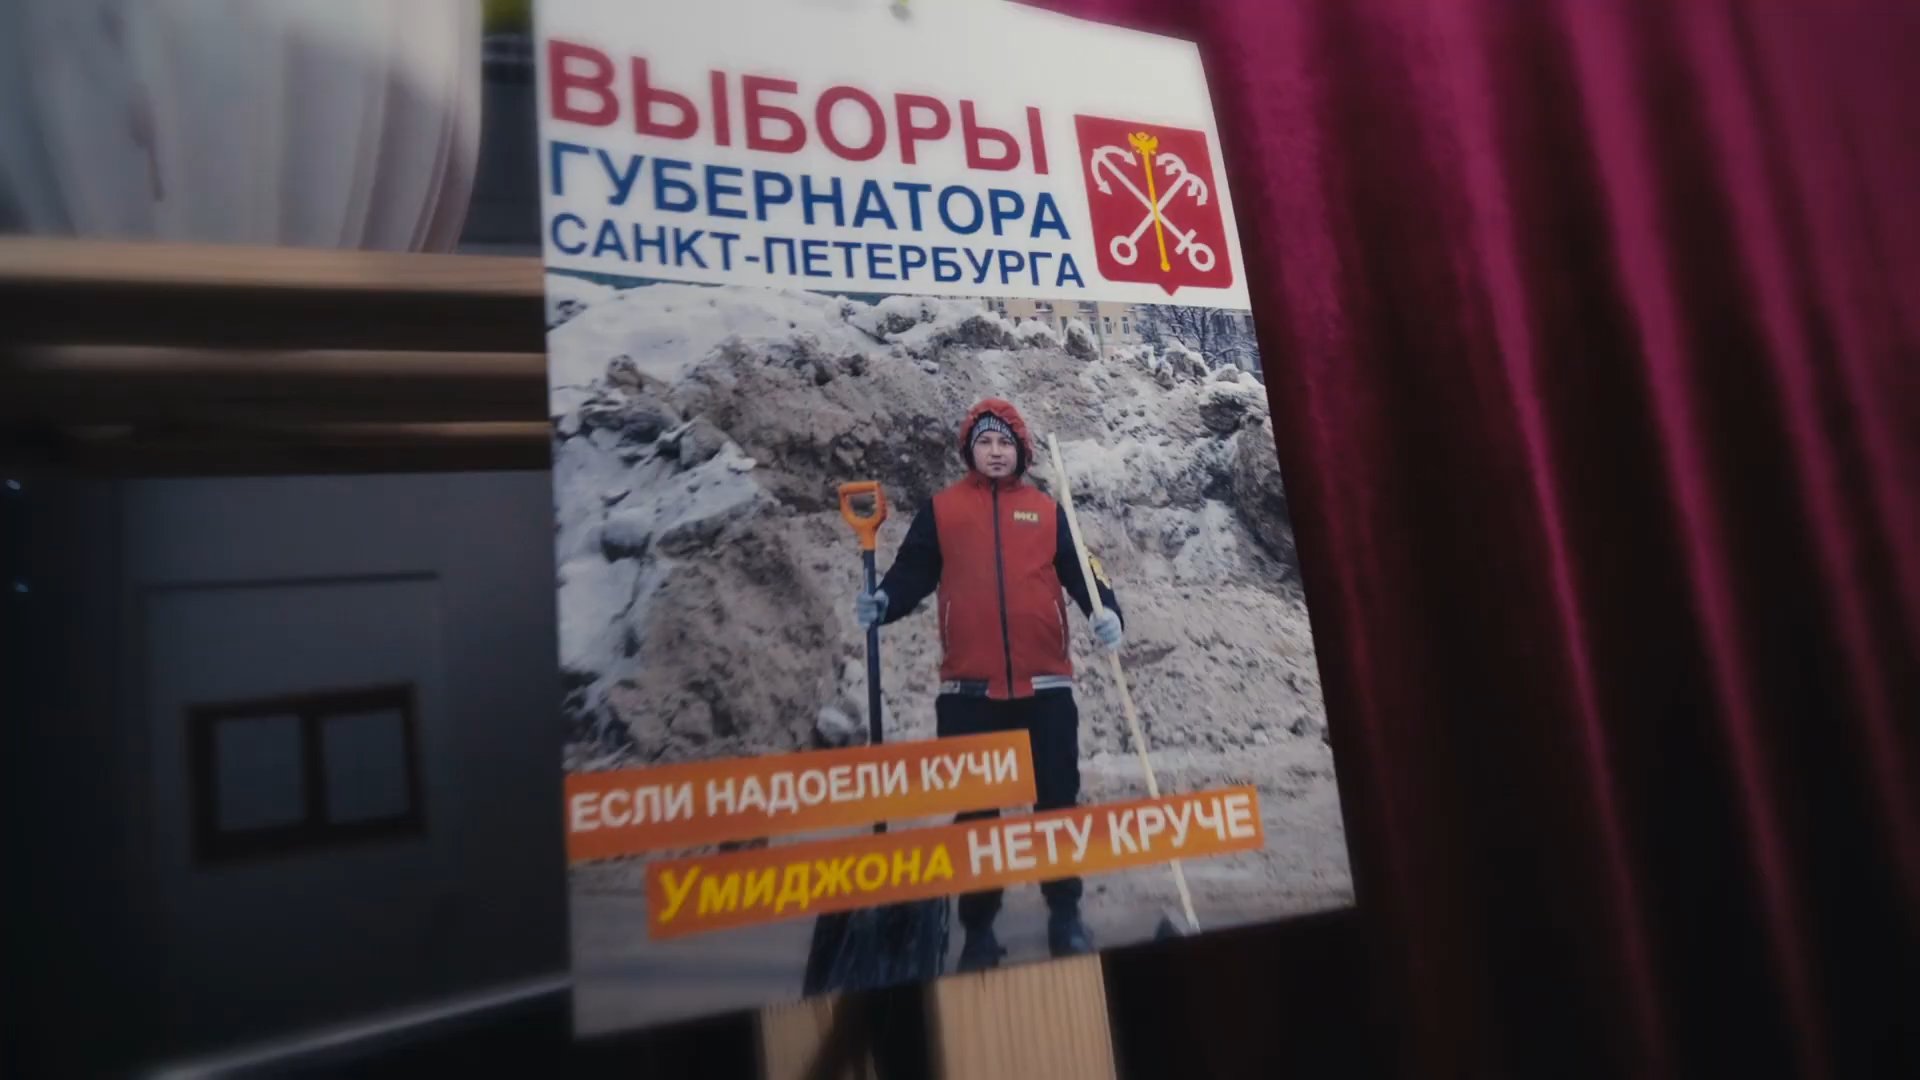 ВЫБОРЫ
ГУБЕРНАТОРА
САНКТ-ПЕТЕРБУРГА
ЕСЛИ НАДОЕЛИ КУЧИ
УМИДЖОНА НЕТУ КРУЧЕ